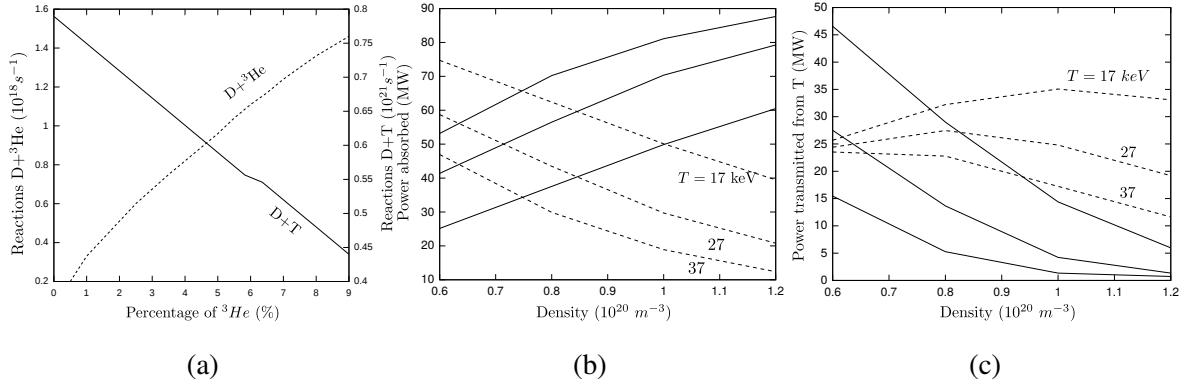 Reactions D+³He (10¹⁸s⁻¹)
1.6
1.4
1.2
1
0.8
0.6
0.4
0.2
0 1 2 3 4 5 6 7 8 9
Percentage of ³He (%)
D+³He
D+T
0.8
0.75
0.7
0.65
0.6
0.55
0.5
0.45
0.4
Reactions D+T (10²¹s⁻¹)
(a)
Power absorbed (MW)
90
80
70
60
50
40
30
20
10
0.6 0.7 0.8 0.9 1 1.1 1.2
Density (10²⁰ m⁻³)
T = 17 keV
27
37
(b)
Power transmitted from T (MW)
50
45
40
35
30
25
20
15
10
5
0
0.6 0.7 0.8 0.9 1 1.1 1.2
Density (10²⁰ m⁻³)
T = 17 keV
27
37
(c)